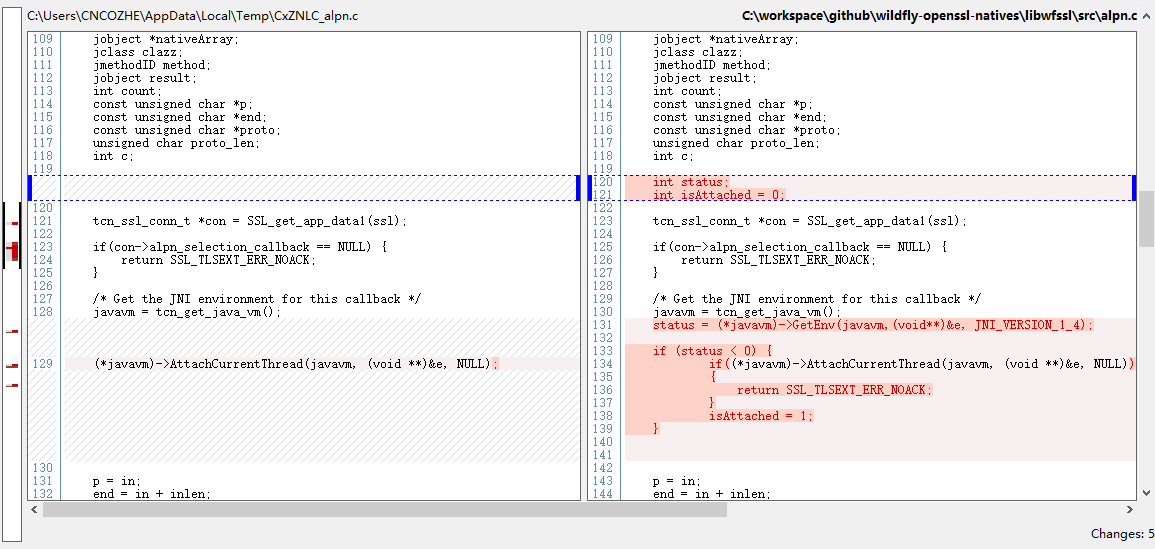 C:\Users\CNCOZHE\AppData\Local\Temp\CxZNLC_alpn.c
109 jobject *nativeArray;
110 jclass clazz;
111 jmethodID method;
112 jobject result;
113 int count;
114 const unsigned char *p;
115 const unsigned char *end;
116 const unsigned char *proto;
117 unsigned char proto_len;
118 int c;
119
120
121 tcn_ssl_conn_t *con = SSL_get_app_data1(ssl);
122
123 if(con->alpn_selection_callback == NULL) {
124 return SSL_TLSEXT_ERR_NOACK;
125 }
126
127 /* Get the JNI environment for this callback */
128 javavm = tcn_get_java_vm();
129 (*javavm)->AttachCurrentThread(javavm, (void **)&e, NULL);
130
131 p = in;
132 end = in + inlen;
C:\workspace\github\wildfly-openssl-natives\libwfssl\src\alpn.c
109 jobject *nativeArray;
110 jclass clazz;
111 jmethodID method;
112 jobject result;
113 int count;
114 const unsigned char *p;
115 const unsigned char *end;
116 const unsigned char *proto;
117 unsigned char proto_len;
118 int c;
119
120 int status;
121 int isAttached = 0;
122
123 tcn_ssl_conn_t *con = SSL_get_app_data1(ssl);
124
125 if(con->alpn_selection_callback == NULL) {
126 return SSL_TLSEXT_ERR_NOACK;
127 }
128
129 /* Get the JNI environment for this callback */
130 javavm = tcn_get_java_vm();
131 status = (*javavm)->GetEnv(javavm,(void**)&e, JNI_VERSION_1_4);
132
133 if (status < 0) {
134 if((*javavm)->AttachCurrentThread(javavm, (void **)&e, NULL))
135 {
136 return SSL_TLSEXT_ERR_NOACK;
137 }
138 isAttached = 1;
139 }
140
141
142
143 p = in;
144 end = in + inlen;
Changes: 5